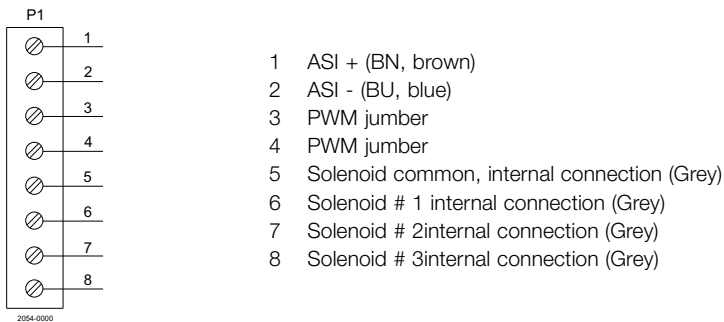 P1
1
2
3
4
5
6
7
8
2054-0000
1 ASI + (BN, brown)
2 ASI - (BU, blue)
3 PWM jumber
4 PWM jumber
5 Solenoid common, internal connection (Grey)
6 Solenoid # 1 internal connection (Grey)
7 Solenoid # 2internal connection (Grey)
8 Solenoid # 3internal connection (Grey)